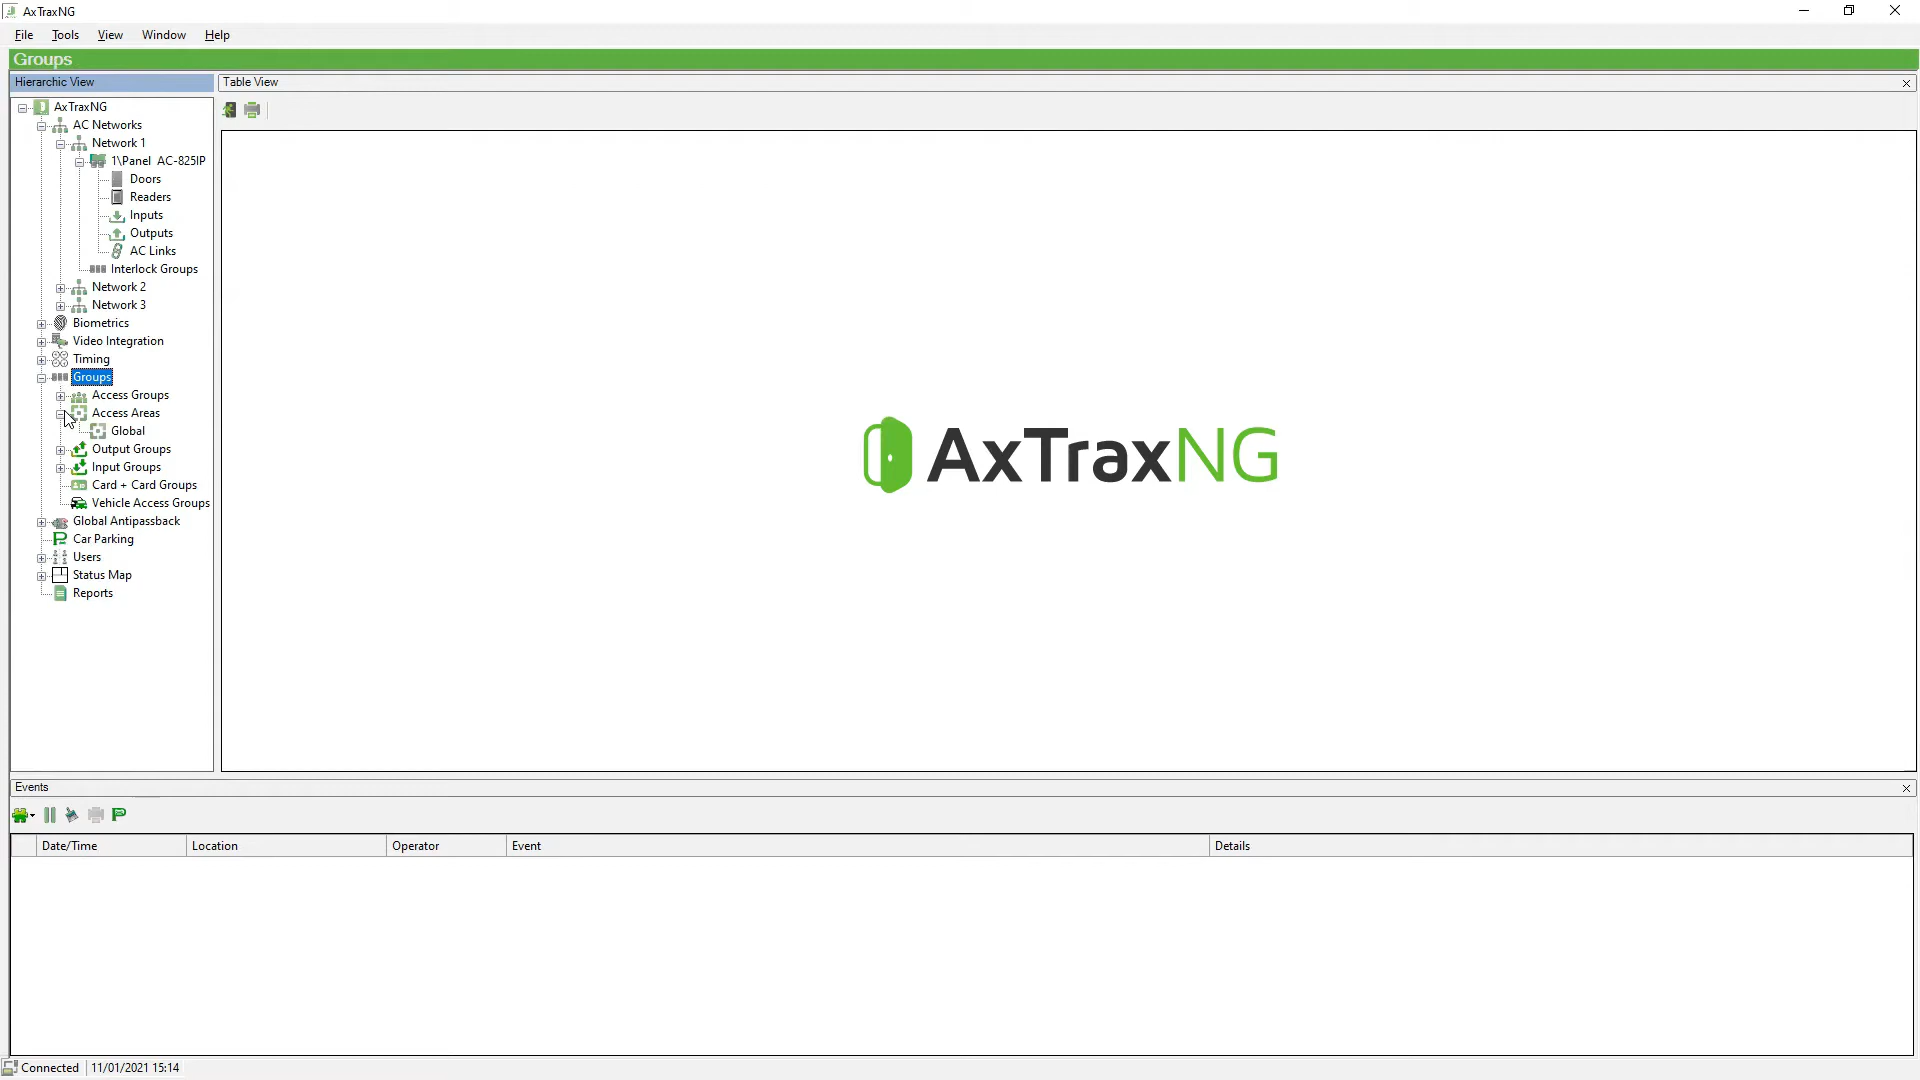 AxTraxNG
File Tools View Window Help
Groups
Hierarchic View
Table View
AxTraxNG
AC Networks
Network 1
1\Panel AC-825IP
Doors
Readers
Inputs
Outputs
AC Links
Interlock Groups
Network 2
Network 3
Biometrics
Video Integration
Timing
Groups
Access Groups
Access Areas
Global
Output Groups
Input Groups
Card + Card Groups
Vehicle Access Groups
Global Antipassback
Car Parking
Users
Status Map
Reports
AxTraxNG
Events
Date/Time Location Operator Event Details
Connected 11/01/2021 15:14